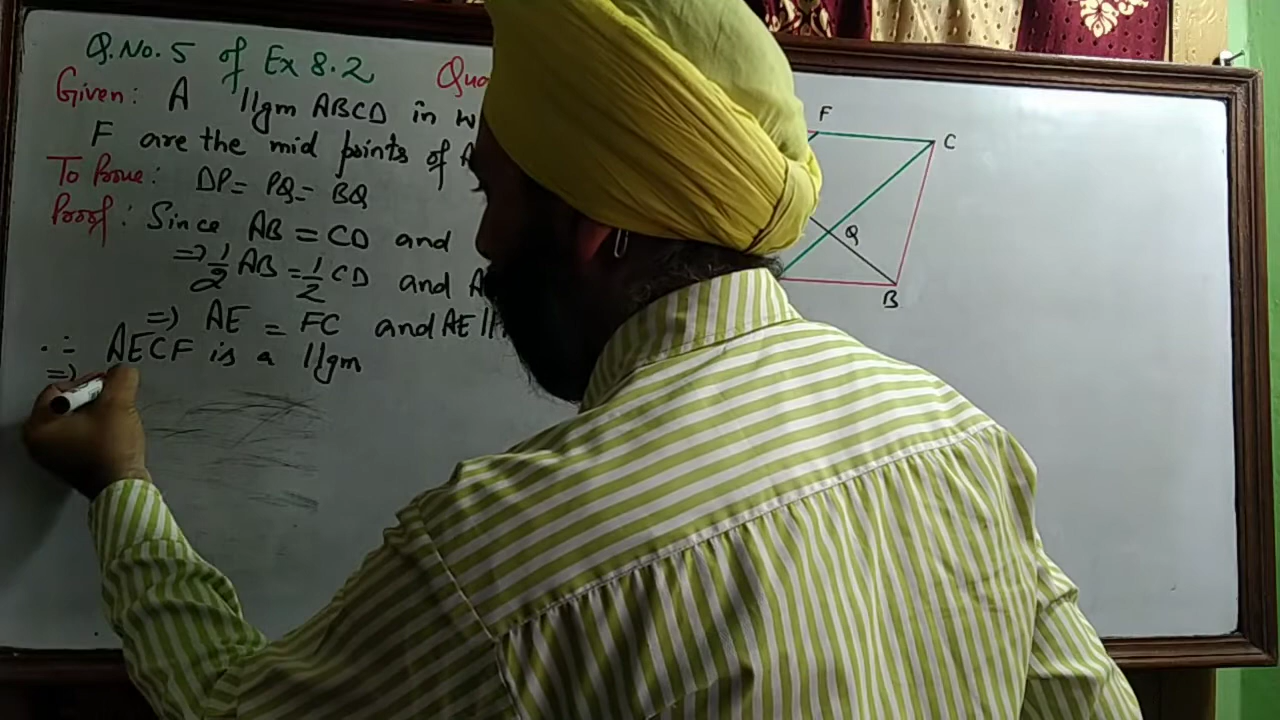 Q.No. 5 of Ex 8.2
Given: A ||gm ABCD in
F are the mid points of
To Prove: DP = PQ = BQ
Proof: Since AB = CD and
=> 1/2 AB = 1/2 CD and
=> AE = FC and AE ||
∴ AECF is a ||gm
=>
F
C
Q
B